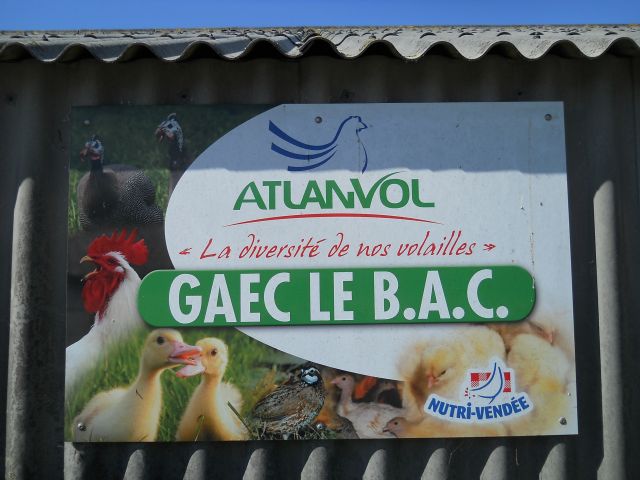 ATLANVOL
« La diversité de nos volailles »
GAEC LE B.A.C.
NUTRI-VENDÉE